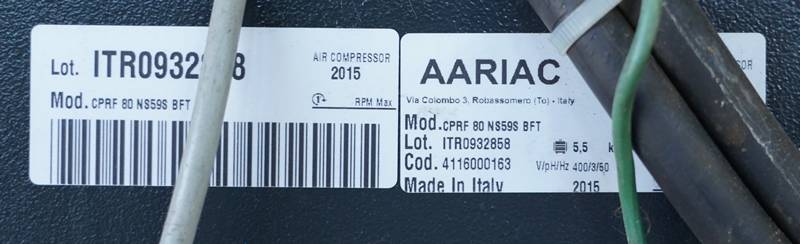 AIR COMPRESSOR
Lot. ITR0932858 2015
Mod. CPRF 80 NS59S BFT
RPM Max
AARIAC
Via Colombo 3, Robassomero (To) - Italy
Mod. CPRF 80 NS59S BFT
Lot. ITR0932858 5,5
Cod. 4116000163 V/pH/Hz 400/3/50
Made In Italy 2015